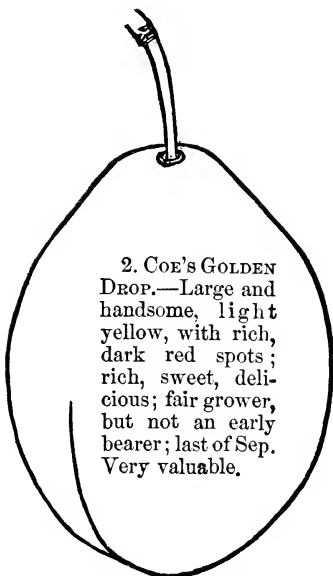 2. COE'S GOLDEN
DROP.—Large and
handsome, light
yellow, with rich,
dark red spots;
rich, sweet, deli-
cious; fair grower,
but not an early
bearer; last of Sep.
Very valuable.